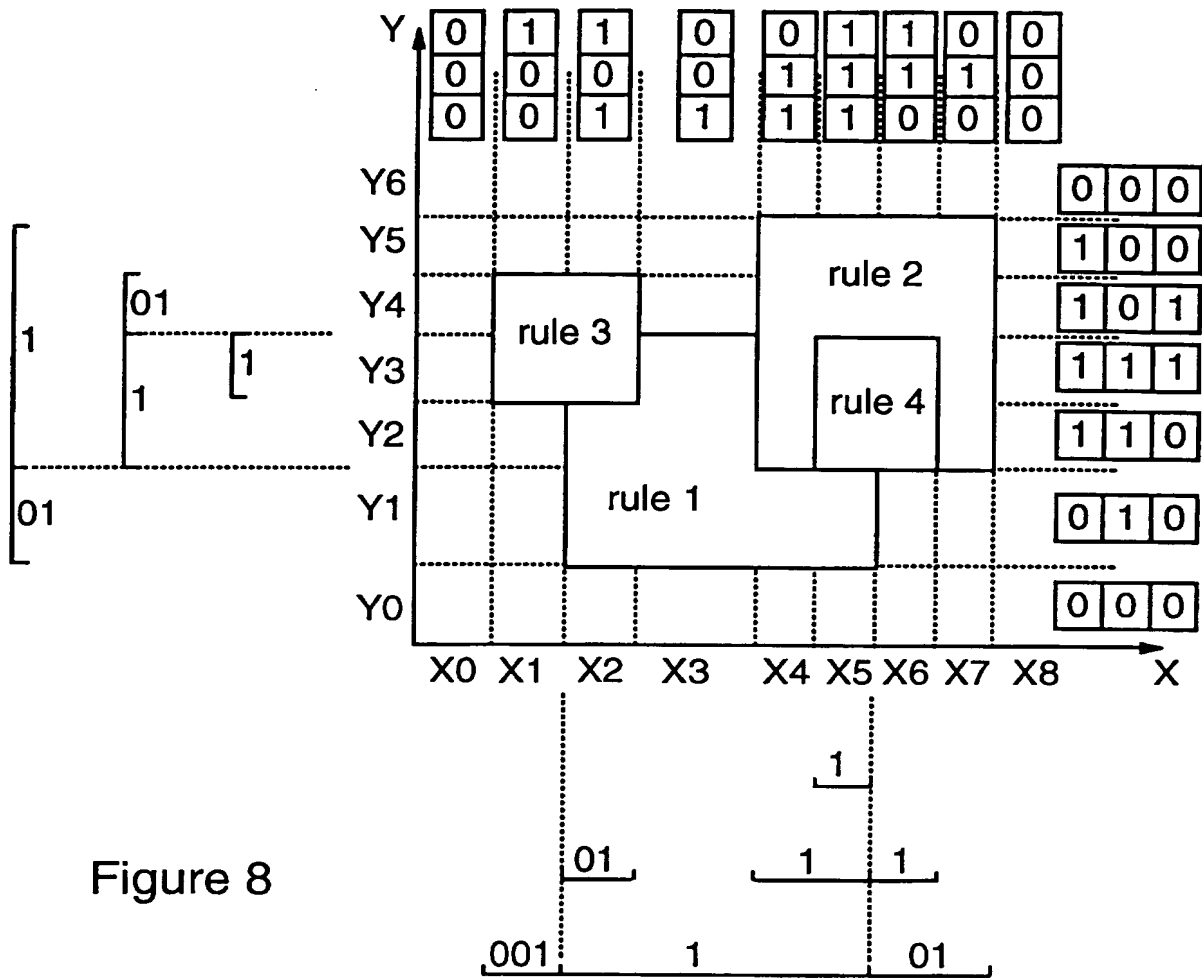 Y 0 1 1 0 0 1 1 0 0
0 0 0 0 1 1 1 1 0
0 0 1 1 1 1 0 0 0
Y6 0 0 0
Y5 1 0 0
rule 2
01 Y4 1 0 1
1 rule 3
1 Y3 1 1 1
1 rule 4
Y2 1 1 0
01 Y1 rule 1 0 1 0
Y0 0 0 0
X0 X1 X2 X3 X4 X5 X6 X7 X8 X
1
01 1 1
Figure 8
001 1 01